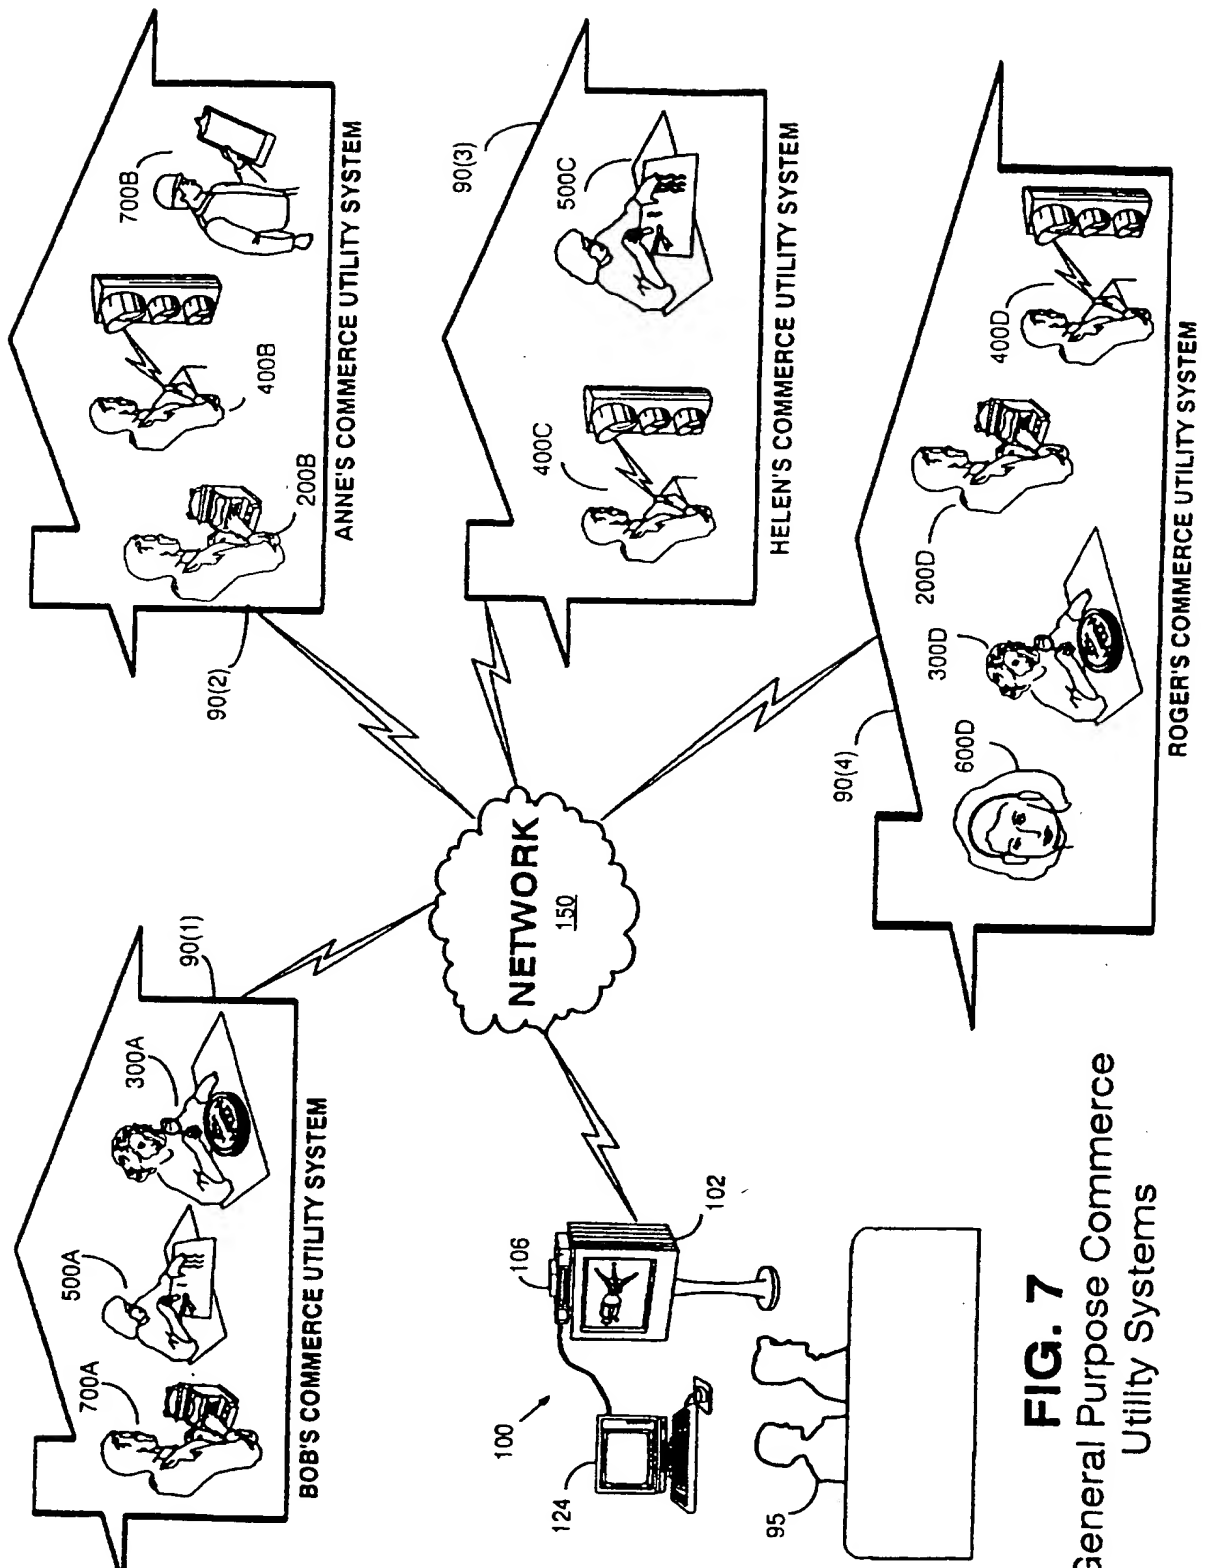 700A
500A
300A
90(1)
BOB'S COMMERCE UTILITY SYSTEM
90(2)
200B
400B
700B
ANNE'S COMMERCE UTILITY SYSTEM
90(3)
400C
500C
HELEN'S COMMERCE UTILITY SYSTEM
NETWORK
150
100
124
106
102
95
90(4)
600D
300D
200D
400D
ROGER'S COMMERCE UTILITY SYSTEM
FIG. 7
General Purpose Commerce
Utility Systems